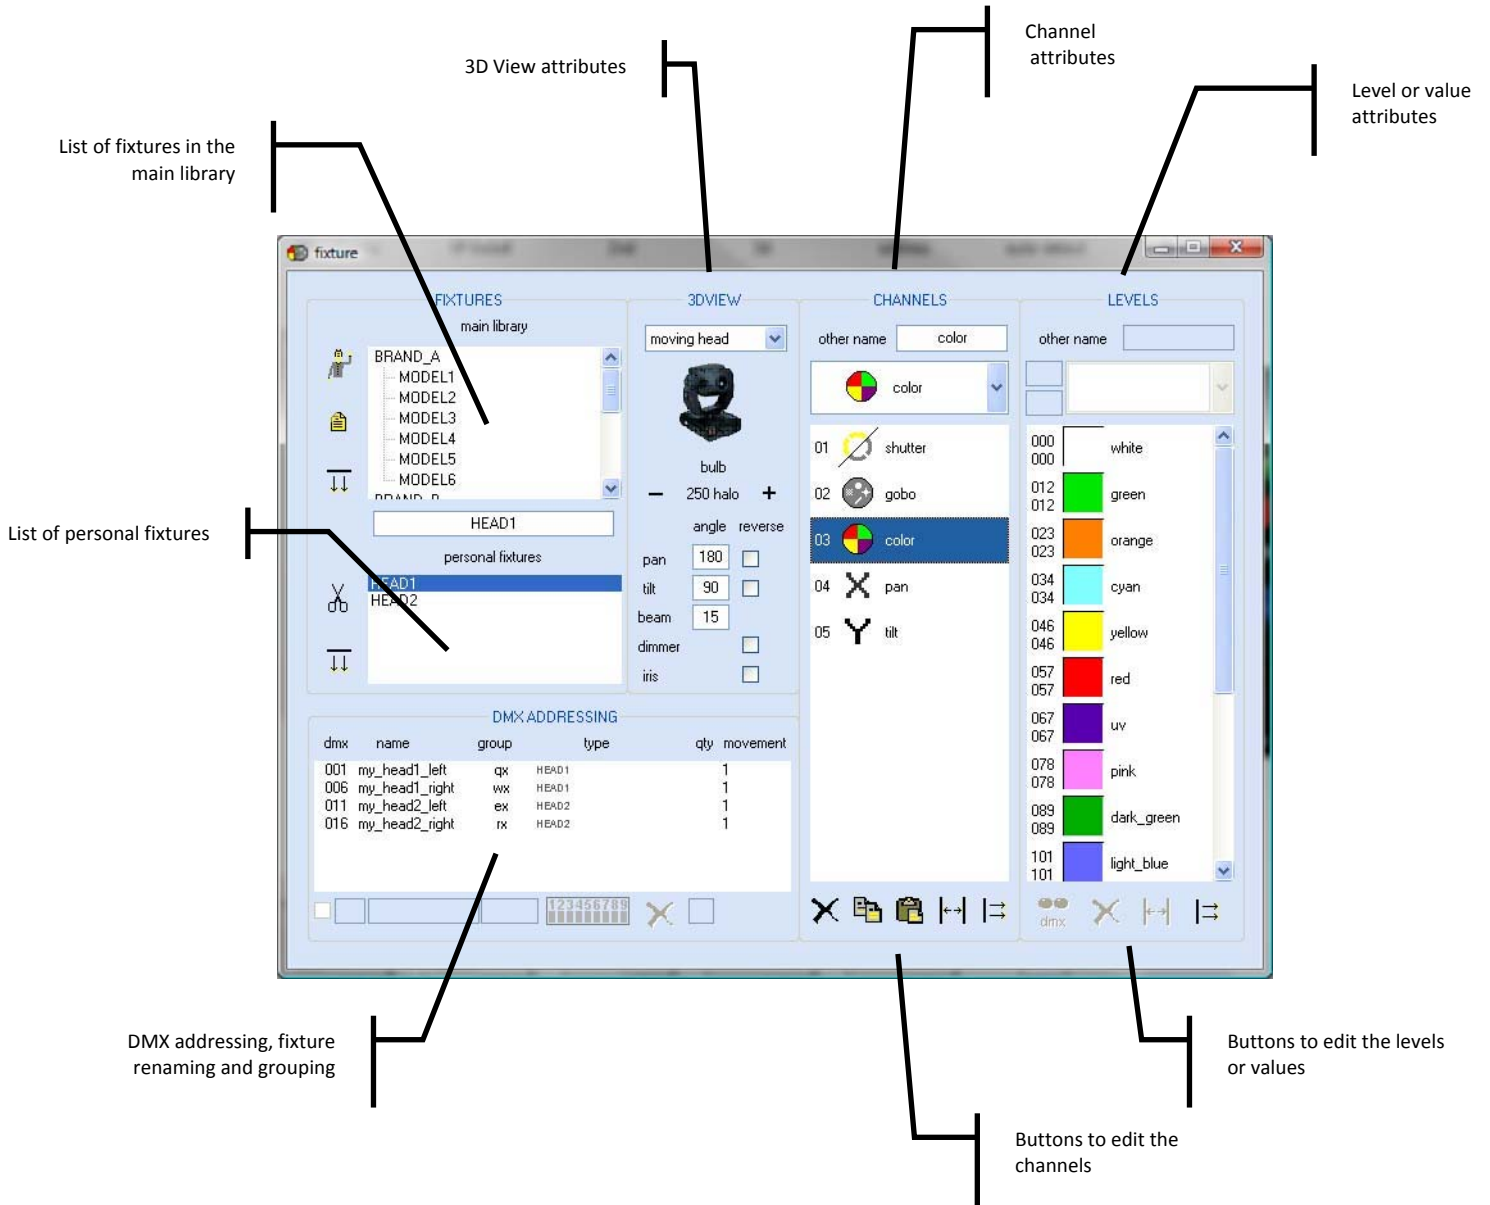 Channel
attributes
3D View attributes
Level or value
attributes
List of fixtures in the
main library
fixture
FIXTURES
main library
BRAND_A
MODEL1
MODEL2
MODEL3
MODEL4
MODEL5
MODEL6
BRAND_B
HEAD1
personal fixtures
HEAD1
HEAD2
List of personal fixtures
3DVIEW
moving head
bulb
250 halo
angle reverse
pan 180
tilt 90
beam 15
dimmer
iris
CHANNELS
other name color
color
01 shutter
02 gobo
03 color
04 pan
05 tilt
LEVELS
other name
000
000 white
012
012 green
023
023 orange
034
034 cyan
046
046 yellow
057
057 red
067
067 uv
078
078 pink
089
089 dark_green
101
101 light_blue
dmx
DMX ADDRESSING
dmx name group type qty movement
001 my_head1_left qx HEAD1 1
006 my_head1_right wx HEAD1 1
011 my_head2_left ex HEAD2 1
016 my_head2_right rx HEAD2 1
123456789
DMX addressing, fixture
renaming and grouping
Buttons to edit the levels
or values
Buttons to edit the
channels